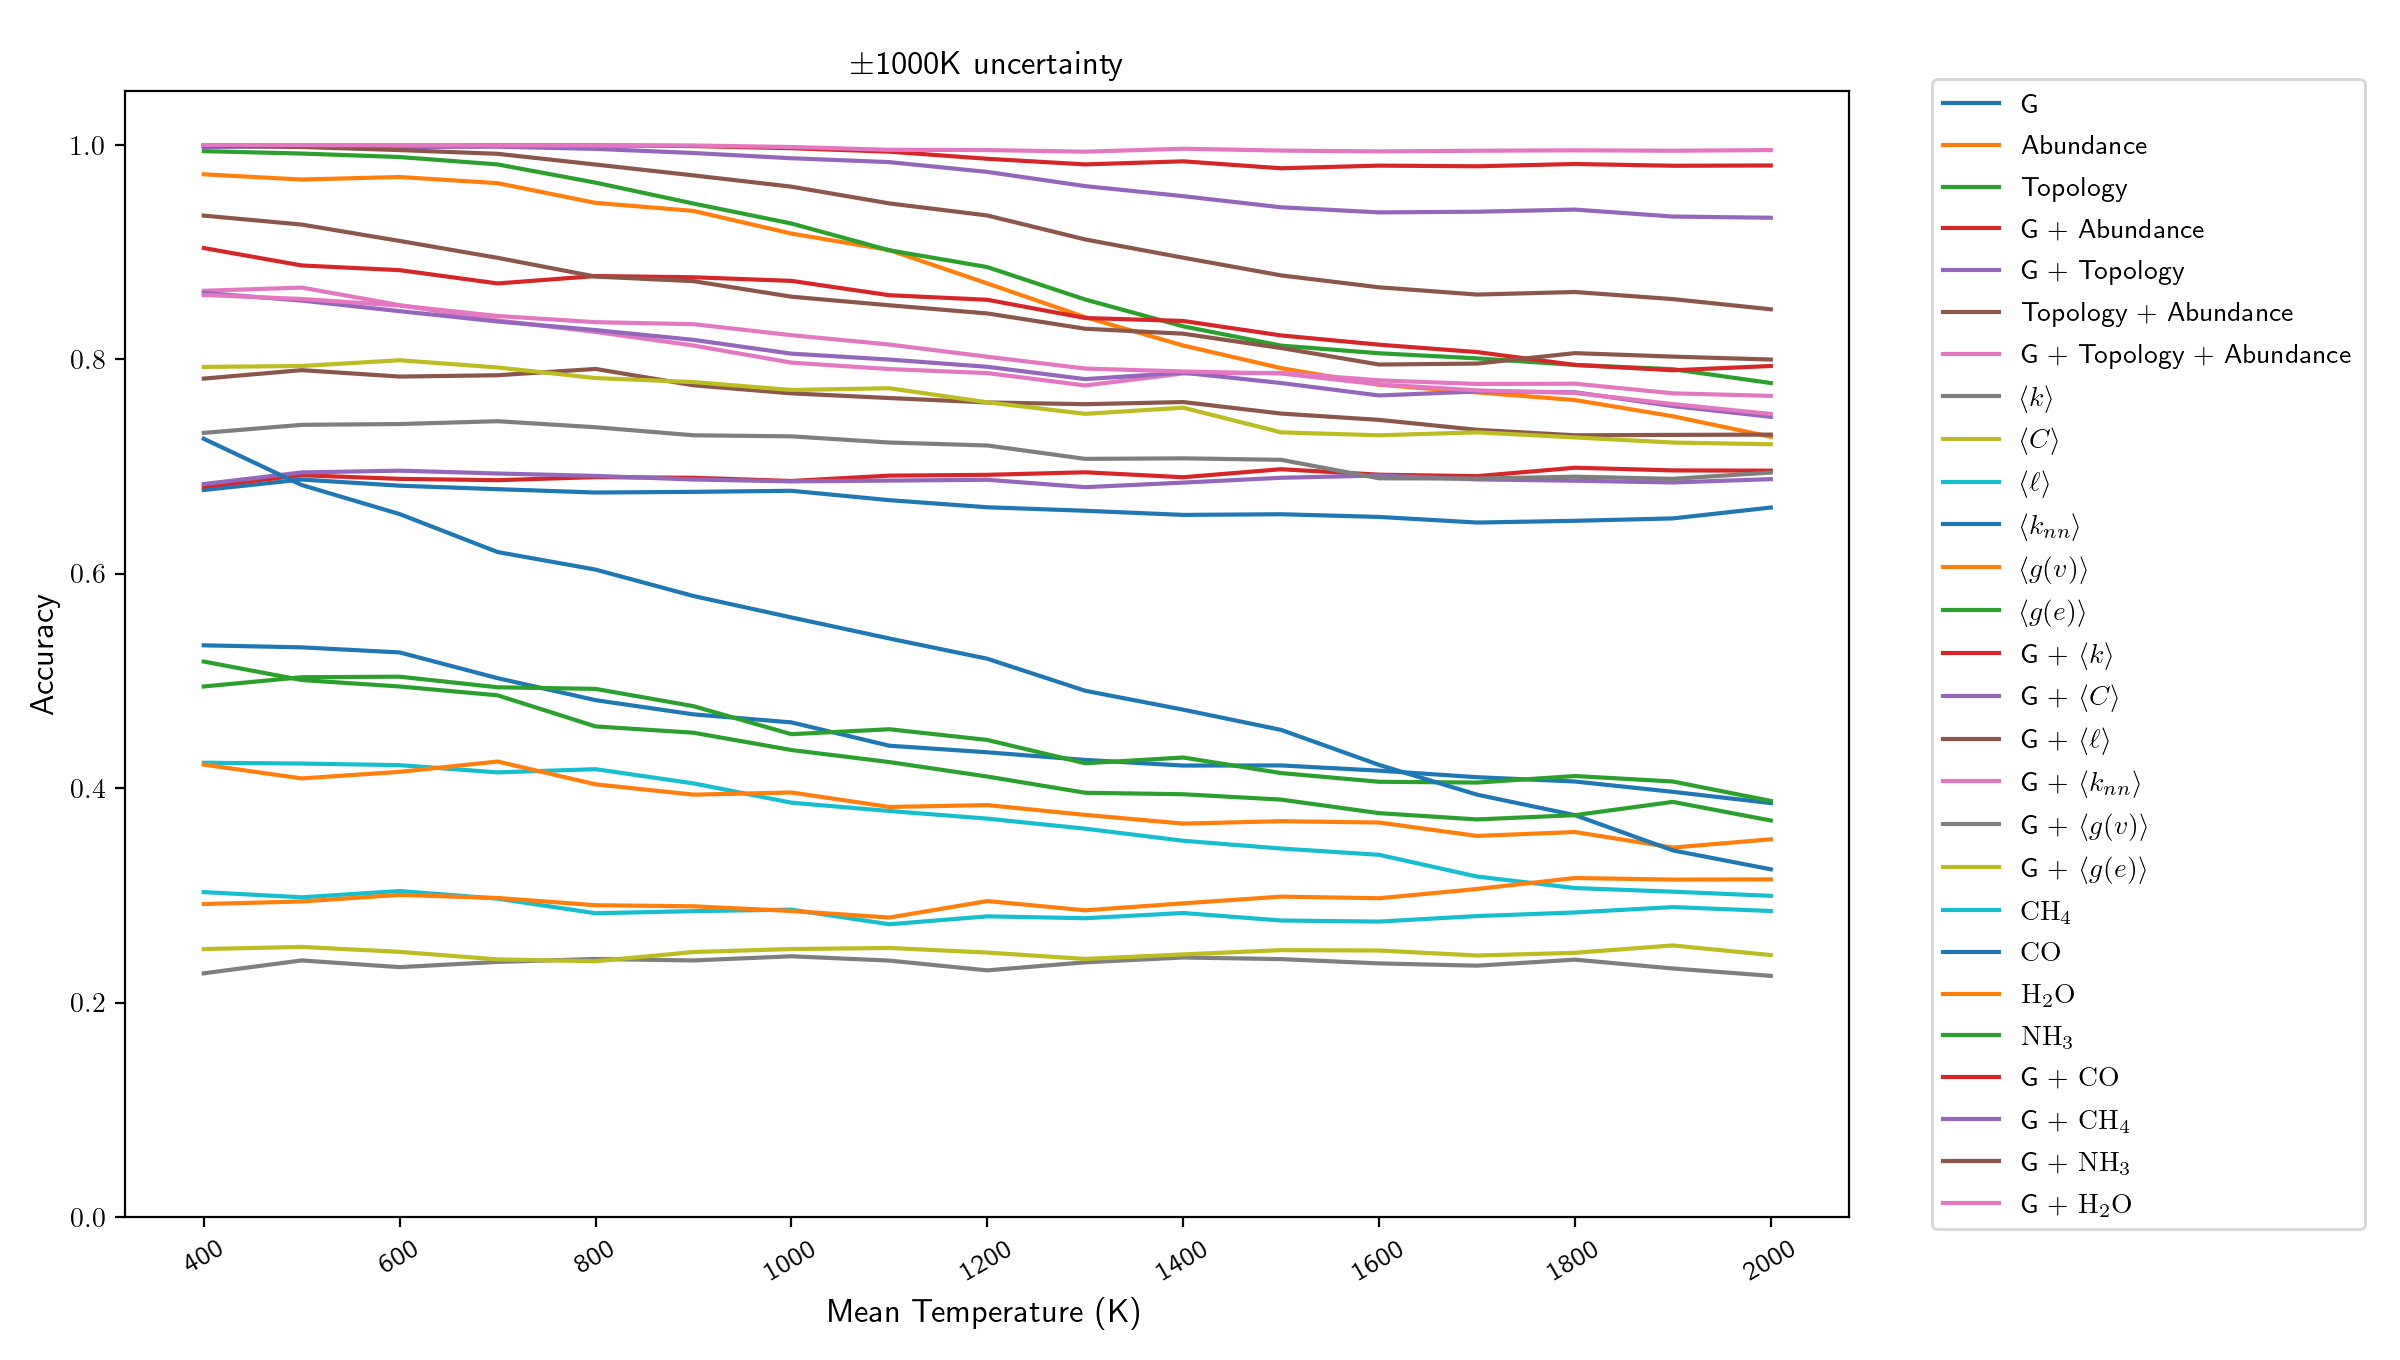 ±1000K uncertainty
1.0
0.8
0.6
0.4
0.2
0.0
Accuracy
400
600
800
1000
1200
1400
1600
1800
2000
Mean Temperature (K)
G
Abundance
Topology
G + Abundance
G + Topology
Topology + Abundance
G + Topology + Abundance
⟨k⟩
⟨C⟩
⟨ℓ⟩
⟨kₙₙ⟩
⟨g(v)⟩
⟨g(e)⟩
G + ⟨k⟩
G + ⟨C⟩
G + ⟨ℓ⟩
G + ⟨kₙₙ⟩
G + ⟨g(v)⟩
G + ⟨g(e)⟩
CH₄
CO
H₂O
NH₃
G + CO
G + CH₄
G + NH₃
G + H₂O